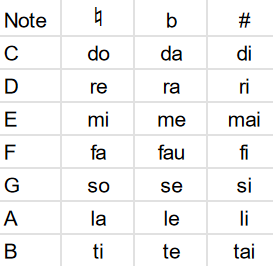 Note ♮ b #
C do da di
D re ra ri
E mi me mai
F fa fau fi
G so se si
A la le li
B ti te tai